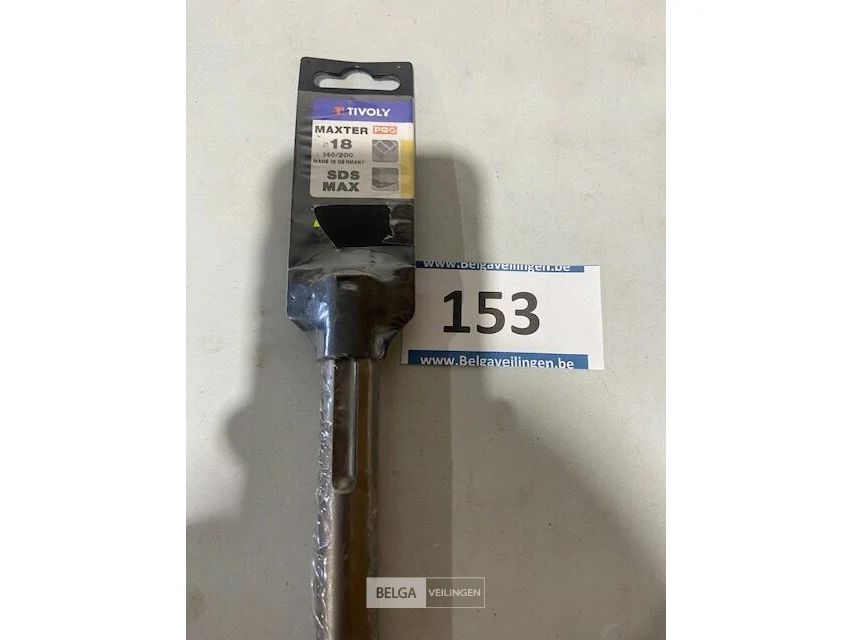 TIVOLY
MAXTER PRO
ø 18
340/200
MADE IN GERMANY
SDS
MAX
www.Belgaveilingen.be
153
www.Belgaveilingen.be
BELGA VEILINGEN